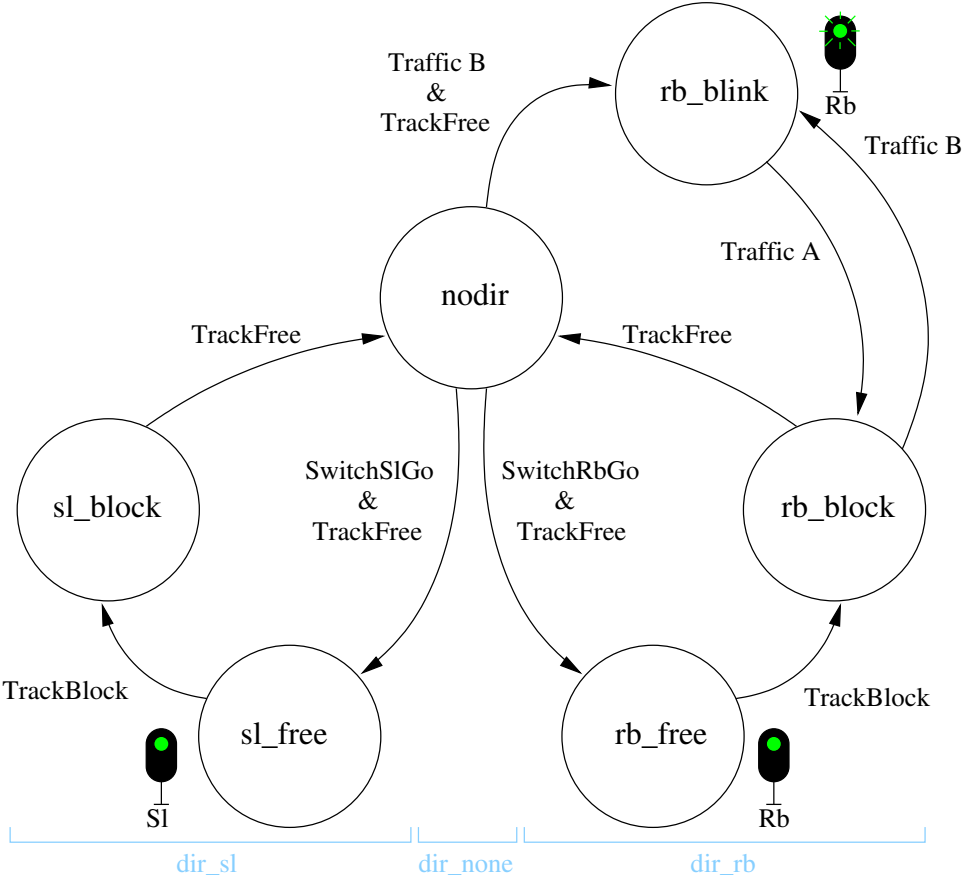 Traffic B
&
TrackFree
rb_blink
Rb
Traffic B
Traffic A
nodir
TrackFree
TrackFree
SwitchSlGo
&
TrackFree
SwitchRbGo
&
TrackFree
sl_block
rb_block
TrackBlock
TrackBlock
sl_free
rb_free
Sl
Rb
dir_sl
dir_none
dir_rb